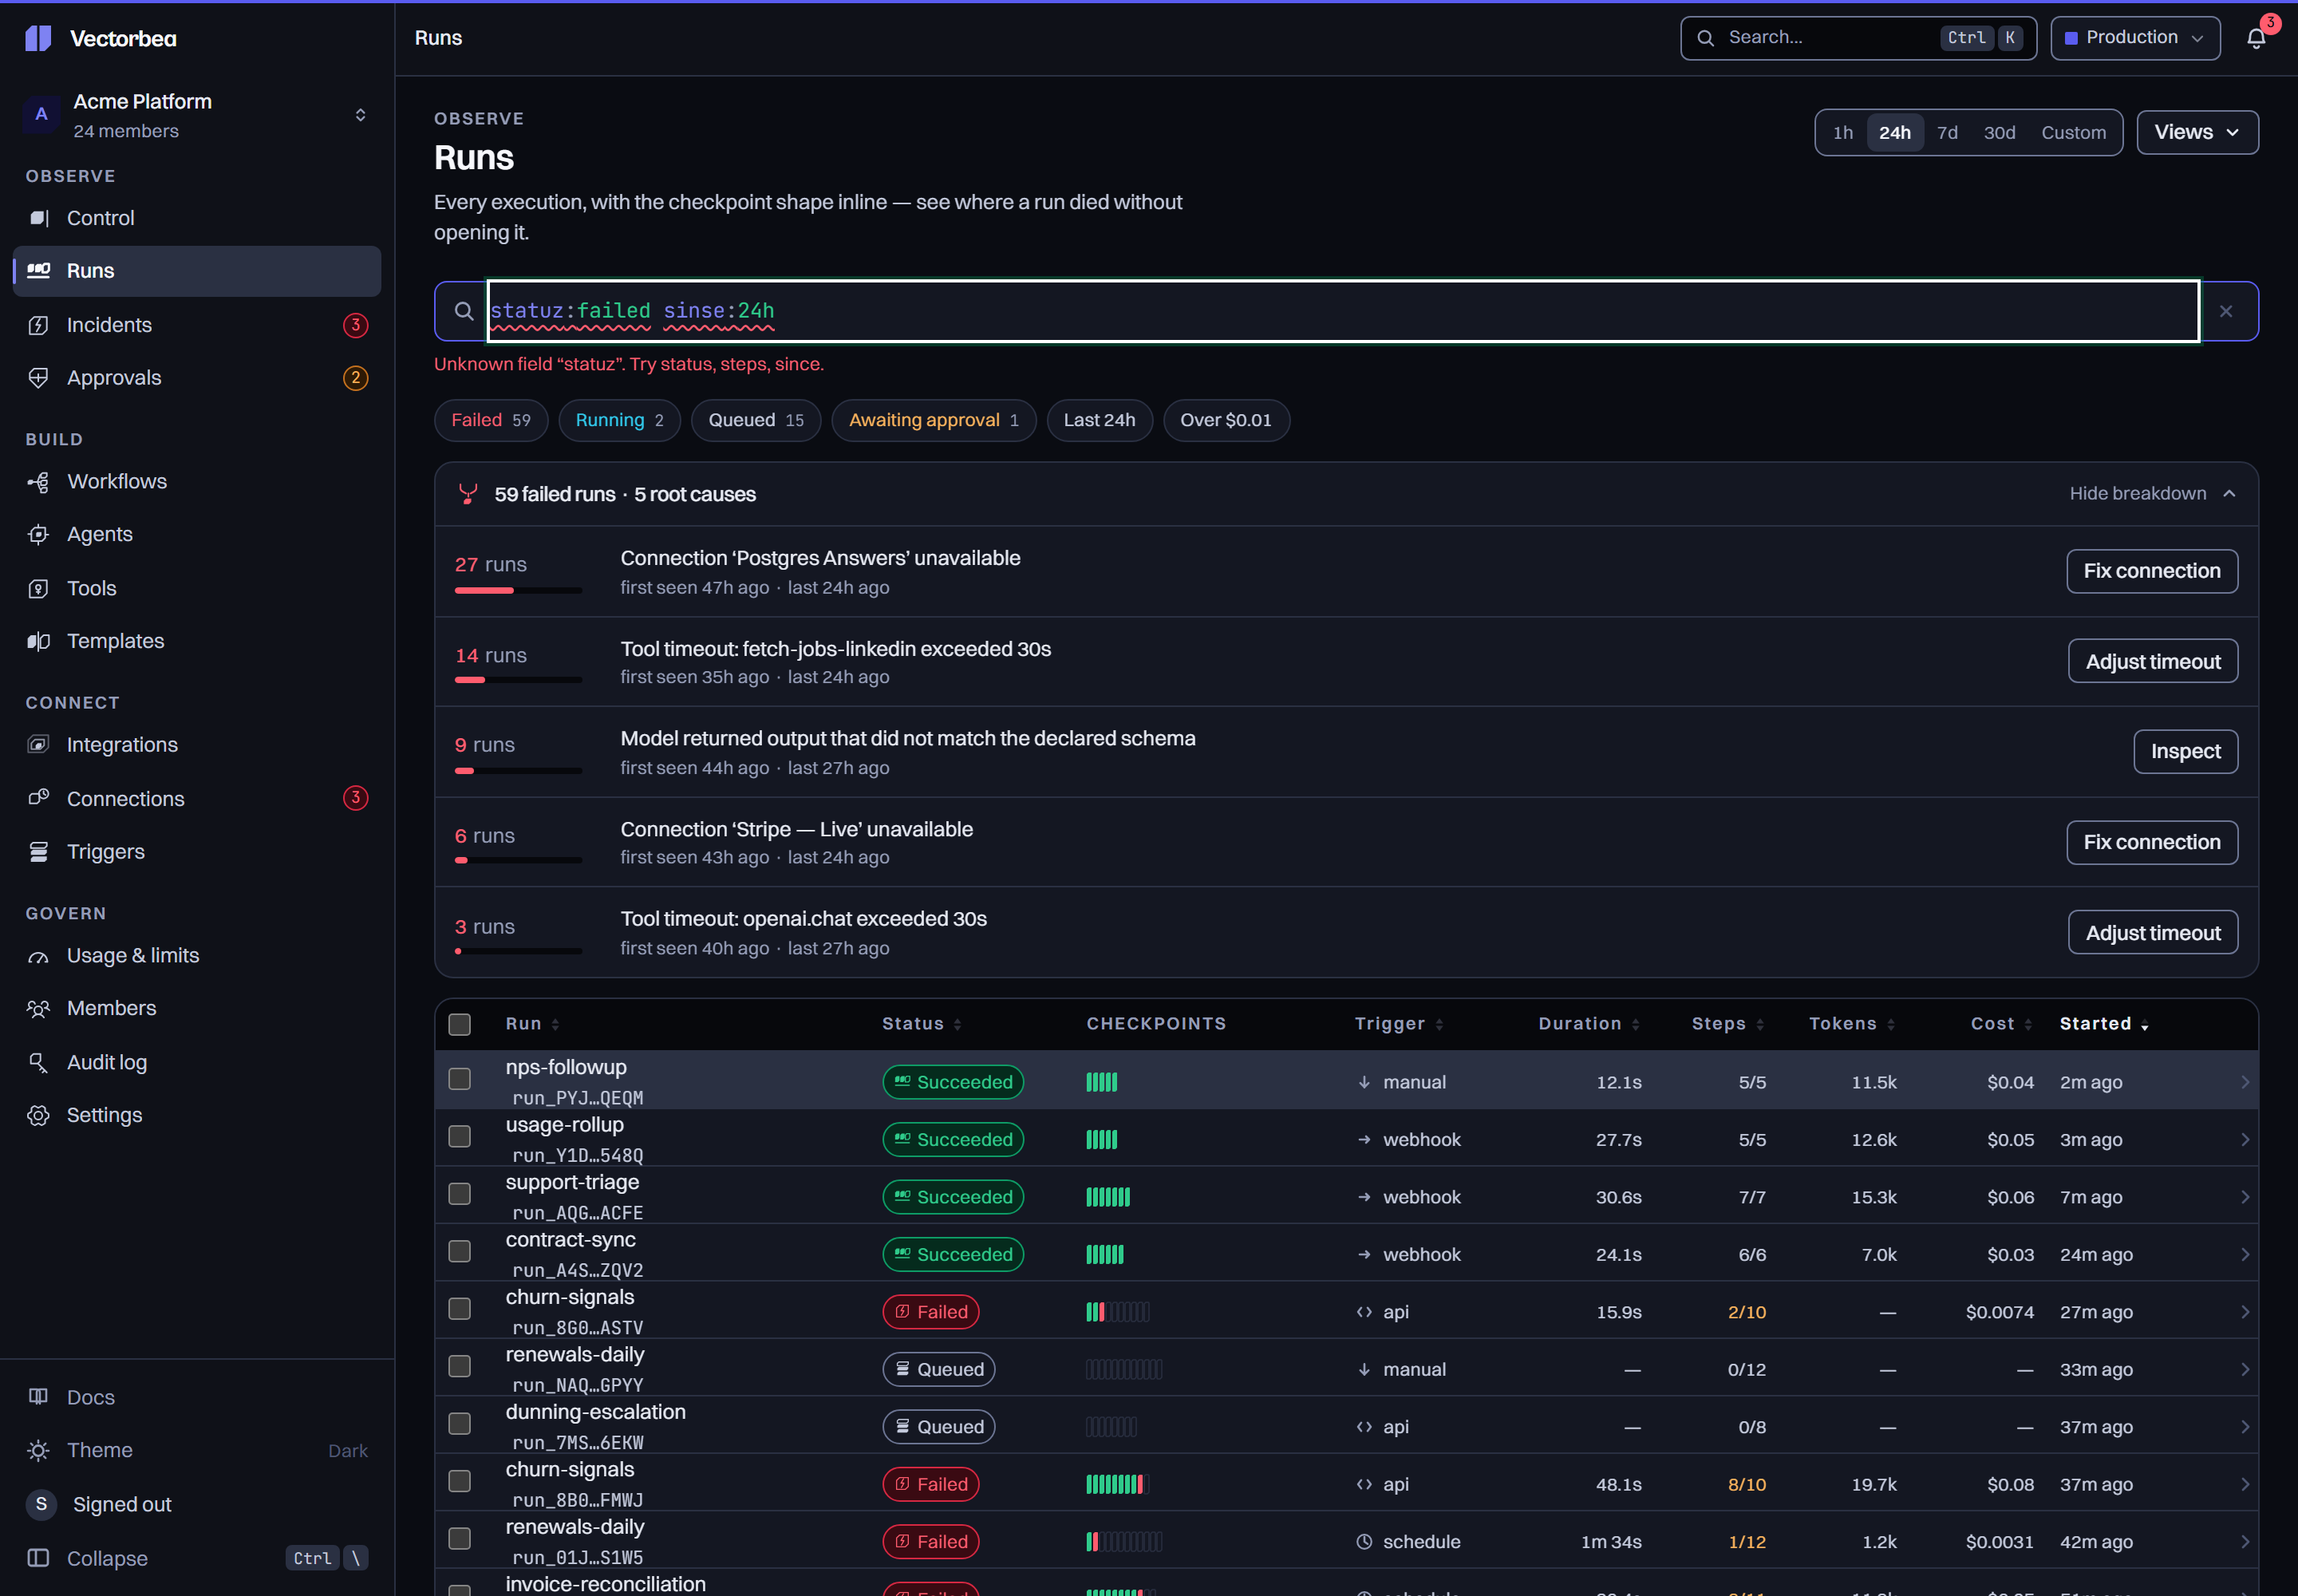 Vectorbea
Runs
Search...
Ctrl K
Production
3
A
Acme Platform
24 members
OBSERVE
Control
Runs
Incidents
3
Approvals
2
BUILD
Workflows
Agents
Tools
Templates
CONNECT
Integrations
Connections
3
Triggers
GOVERN
Usage & limits
Members
Audit log
Settings
Docs
Theme
Dark
S
Signed out
Collapse
Ctrl \
OBSERVE
Runs
Every execution, with the checkpoint shape inline — see where a run died without
opening it.
1h 24h 7d 30d Custom
Views
statuz:failed sinse:24h
Unknown field “statuz”. Try status, steps, since.
Failed 59
Running 2
Queued 15
Awaiting approval 1
Last 24h
Over $0.01
59 failed runs · 5 root causes
Hide breakdown
27 runs
Connection ‘Postgres Answers’ unavailable
first seen 47h ago · last 24h ago
Fix connection
14 runs
Tool timeout: fetch-jobs-linkedin exceeded 30s
first seen 35h ago · last 24h ago
Adjust timeout
9 runs
Model returned output that did not match the declared schema
first seen 44h ago · last 27h ago
Inspect
6 runs
Connection ‘Stripe — Live’ unavailable
first seen 43h ago · last 24h ago
Fix connection
3 runs
Tool timeout: openai.chat exceeded 30s
first seen 40h ago · last 27h ago
Adjust timeout
Run Status CHECKPOINTS Trigger Duration Steps Tokens Cost Started
nps-followup
run_PYJ…QEQM
Succeeded manual 12.1s 5/5 11.5k $0.04 2m ago
usage-rollup
run_Y1D…548Q
Succeeded webhook 27.7s 5/5 12.6k $0.05 3m ago
support-triage
run_AQG…ACFE
Succeeded webhook 30.6s 7/7 15.3k $0.06 7m ago
contract-sync
run_A4S…ZQV2
Succeeded webhook 24.1s 6/6 7.0k $0.03 24m ago
churn-signals
run_8G0…ASTV
Failed api 15.9s 2/10 — $0.0074 27m ago
renewals-daily
run_NAQ…GPYY
Queued manual — 0/12 — — 33m ago
dunning-escalation
run_7MS…6EKW
Queued api — 0/8 — — 37m ago
churn-signals
run_8B0…FMWJ
Failed api 48.1s 8/10 19.7k $0.08 37m ago
renewals-daily
run_01J…S1W5
Failed schedule 1m 34s 1/12 1.2k $0.0031 42m ago
invoice-reconciliation